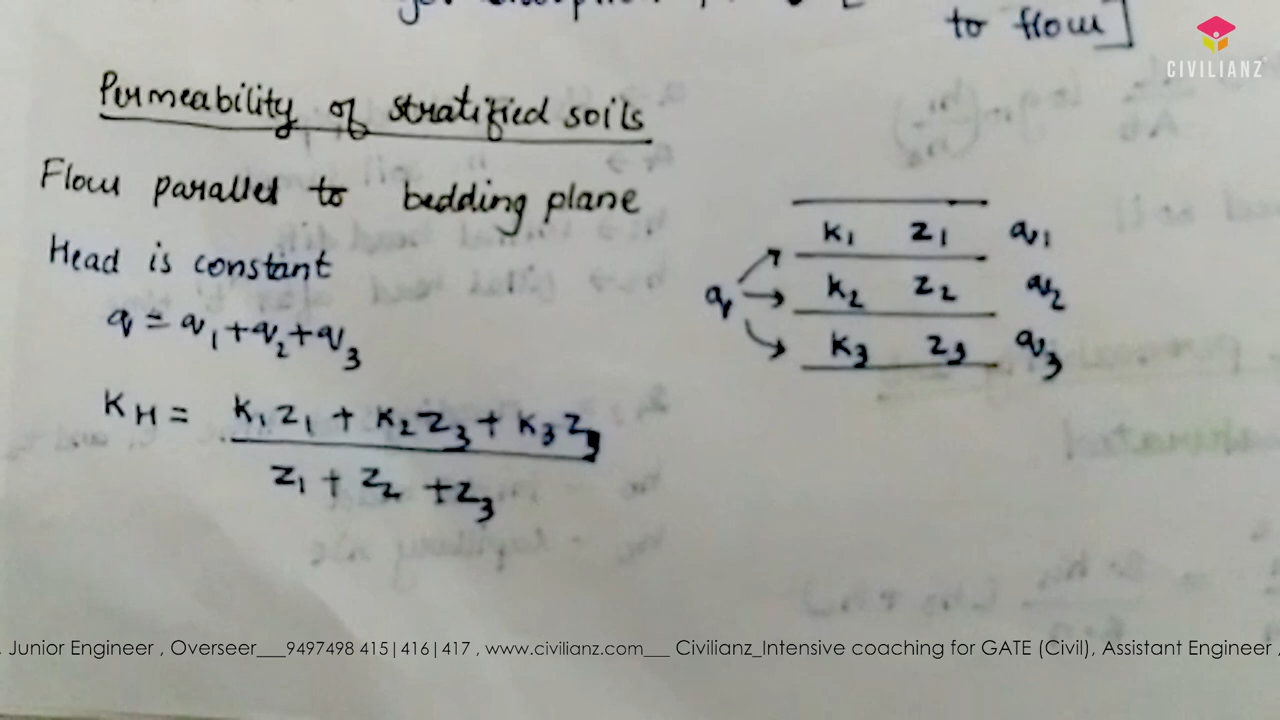 to flow]
CIVILIANZ
Permeability of stratified soils
Flow parallel to bedding plane
Head is constant
q = q1+q2+q3
KH = K1Z1 + K2Z3 + K3Z3
Z1 + Z2 +Z3
K1 Z1 q1
q K2 Z2 q2
K3 Z3 q3
, Junior Engineer , Overseer___9497498 415|416|417 , www.civilianz.com___ Civilianz_Intensive coaching for GATE (Civil), Assistant Engineer ,